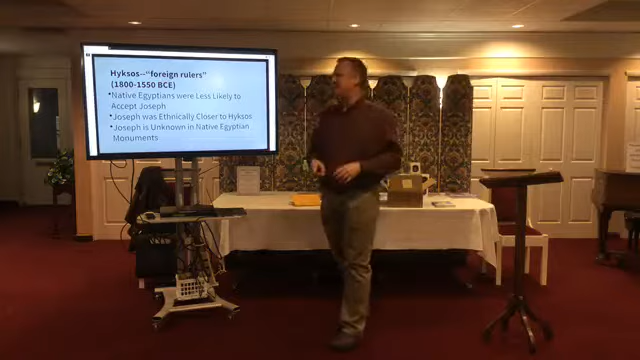 Hyksos--"foreign rulers"
(1800-1550 BCE)
•Native Egyptians were Less Likely to
Accept Joseph
•Joseph was Ethnically Closer to Hyksos
•Joseph is Unknown in Native Egyptian
Monuments